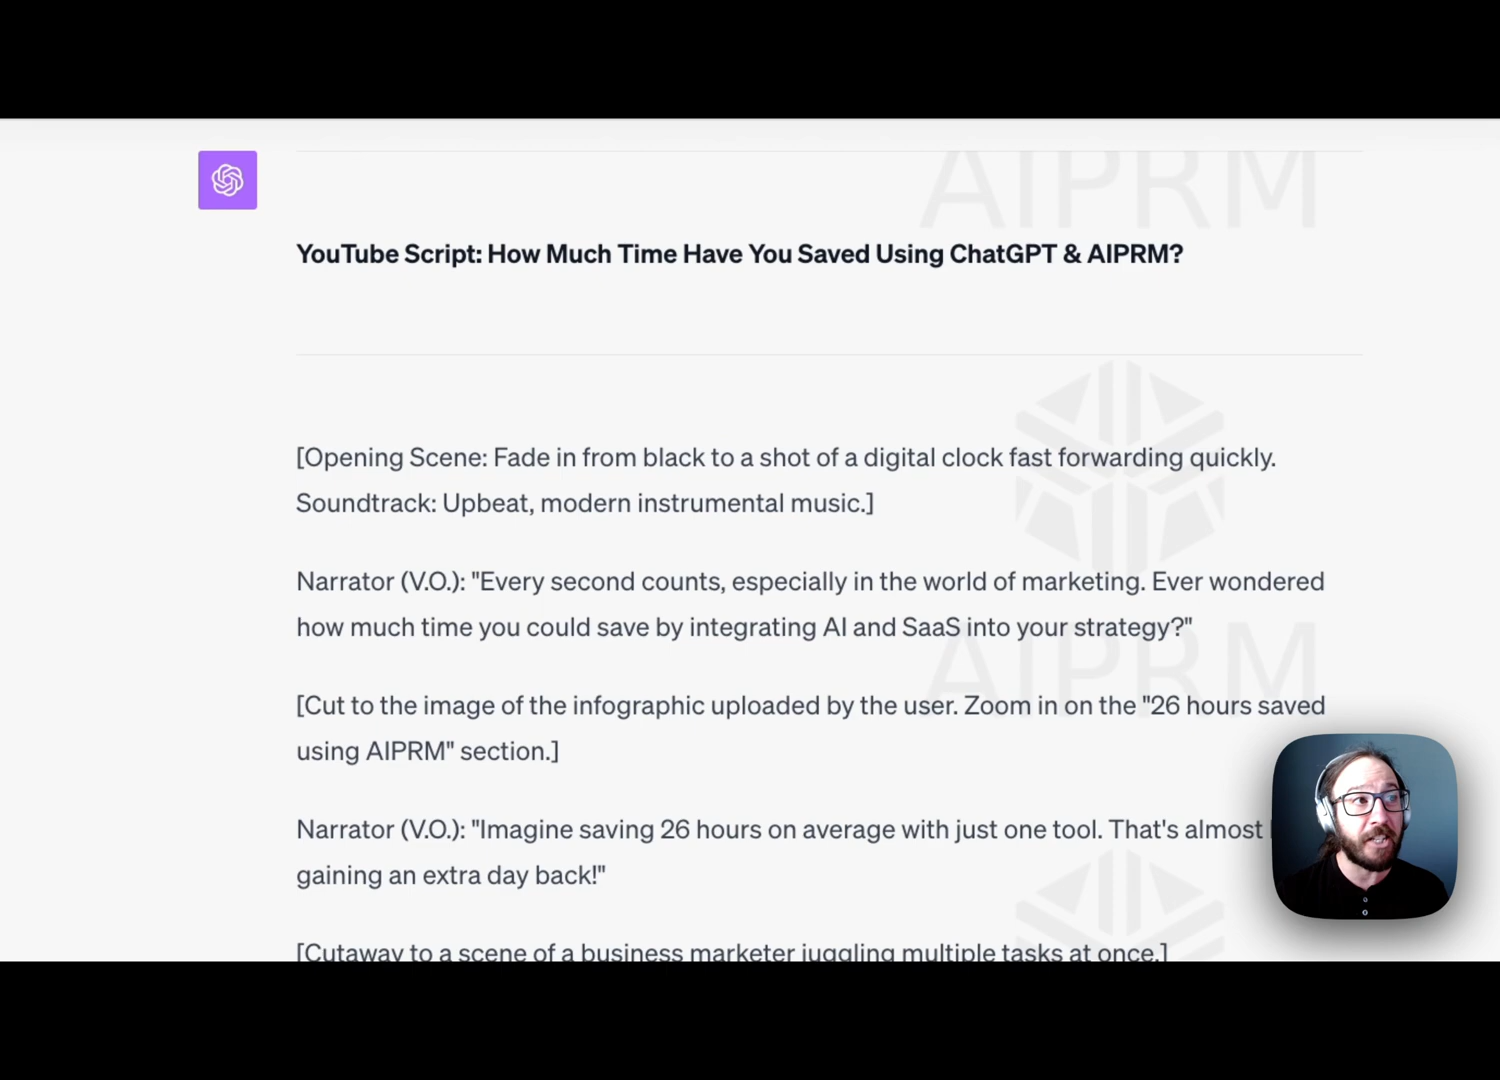 AIPRM
YouTube Script: How Much Time Have You Saved Using ChatGPT & AIPRM?
[Opening Scene: Fade in from black to a shot of a digital clock fast forwarding quickly.
Soundtrack: Upbeat, modern instrumental music.]
Narrator (V.O.): "Every second counts, especially in the world of marketing. Ever wondered
how much time you could save by integrating AI and SaaS into your strategy?"
AIPRM
[Cut to the image of the infographic uploaded by the user. Zoom in on the "26 hours saved
using AIPRM" section.]
Narrator (V.O.): "Imagine saving 26 hours on average with just one tool. That's almost
gaining an extra day back!"
[Cutaway to a scene of a business marketer juggling multiple tasks at once.]